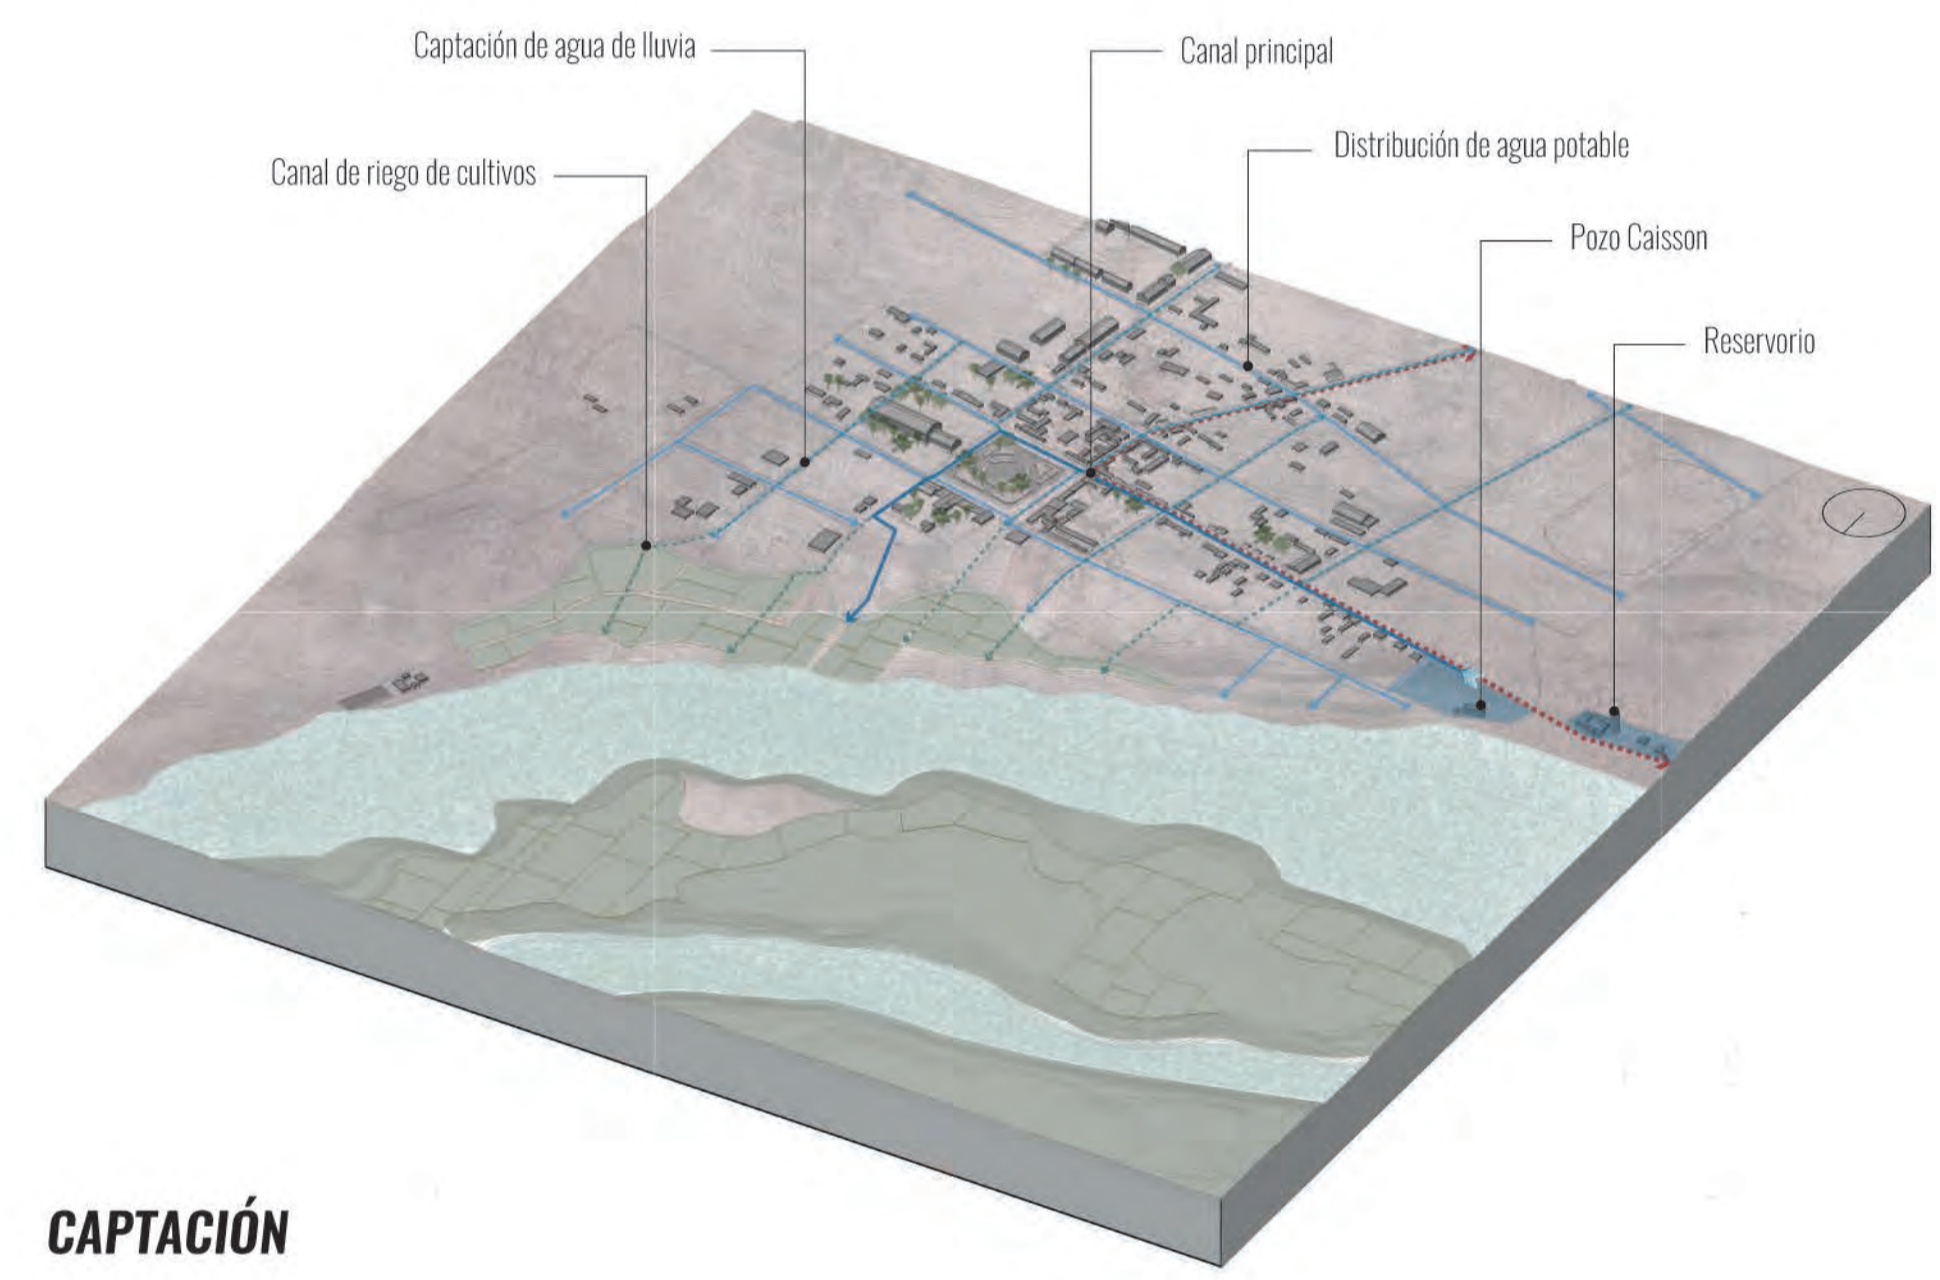 Captación de agua de lluvia
Canal principal
Distribución de agua potable
Canal de riego de cultivos
Pozo Caisson
Reservorio
CAPTACIÓN